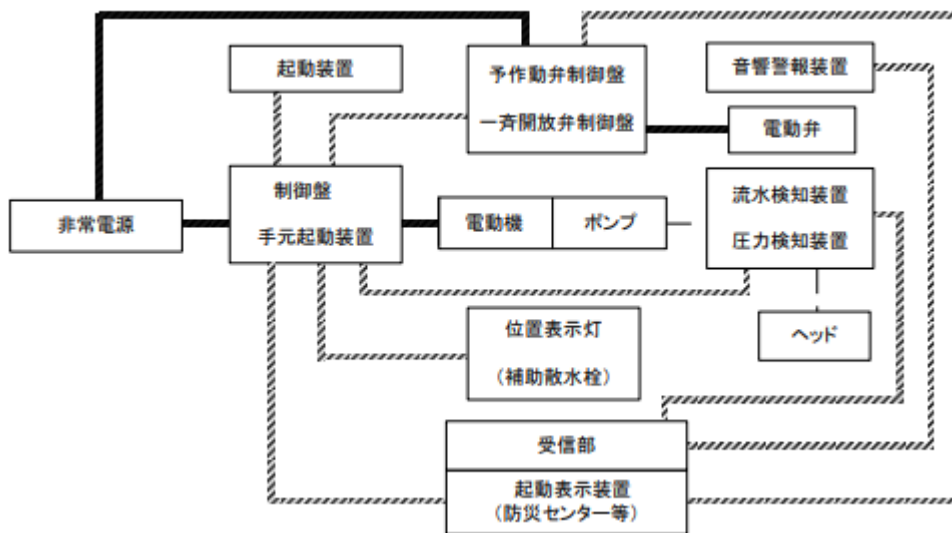 起動装置
予作動弁制御盤
一斉開放弁制御盤
音響警報装置
電動弁
制御盤
手元起動装置
非常電源
電動機
ポンプ
流水検知装置
圧力検知装置
ヘッド
位置表示灯
（補助散水栓）
受信部
起動表示装置
（防災センター等）